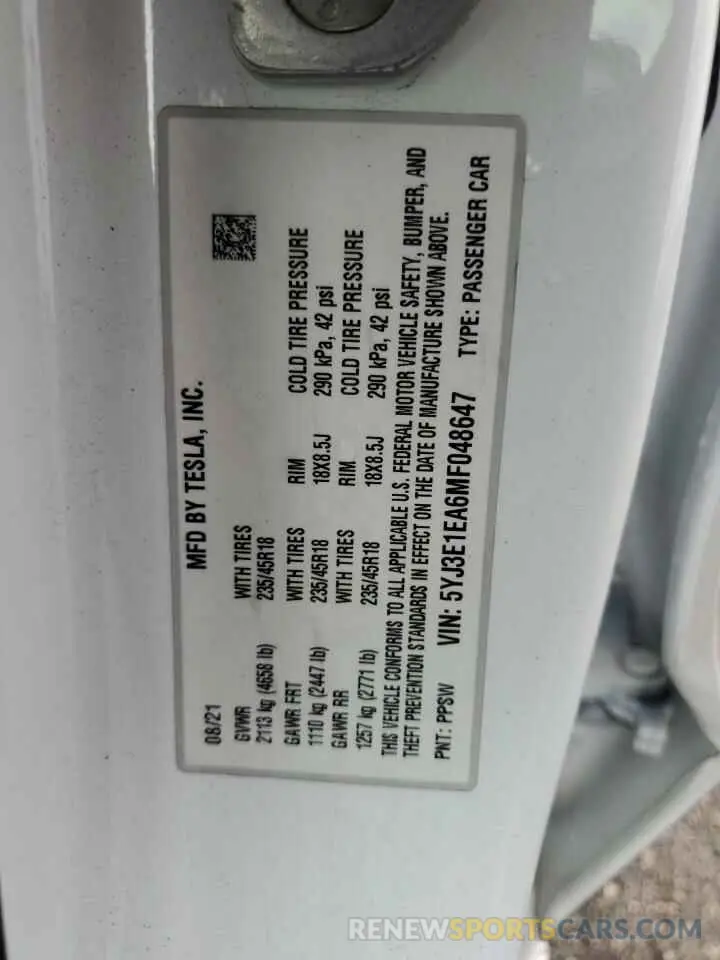 MFD BY TESLA, INC.
08/21
GVWR WITH TIRES
2113 kg (4658 lb) 235/45R18
GAWR FRT WITH TIRES RIM COLD TIRE PRESSURE
1110 kg (2447 lb) 235/45R18 18X8.5J 290 kPa, 42 psi
GAWR RR WITH TIRES RIM COLD TIRE PRESSURE
1257 kg (2771 lb) 235/45R18 18X8.5J 290 kPa, 42 psi
THIS VEHICLE CONFORMS TO ALL APPLICABLE U.S. FEDERAL MOTOR VEHICLE SAFETY, BUMPER, AND
THEFT PREVENTION STANDARDS IN EFFECT ON THE DATE OF MANUFACTURE SHOWN ABOVE.
PNT: PPSW VIN: 5YJ3E1EA6MF048647 TYPE: PASSENGER CAR
RENEWSPORTSCARS.COM